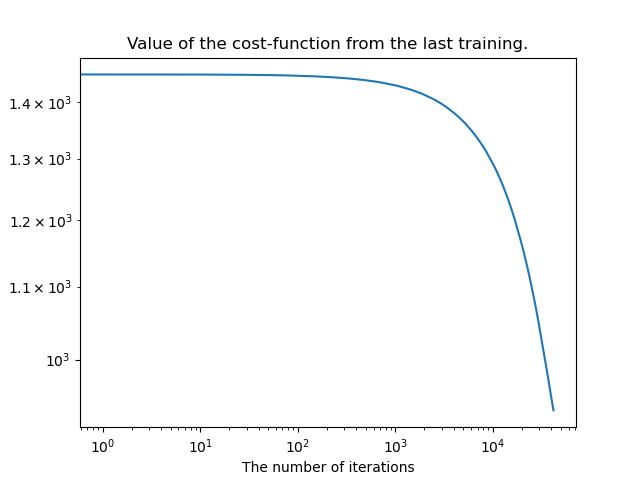 Value of the cost-function from the last training.
1.4 × 10³
1.3 × 10³
1.2 × 10³
1.1 × 10³
10³
10⁰ 10¹ 10² 10³ 10⁴
The number of iterations